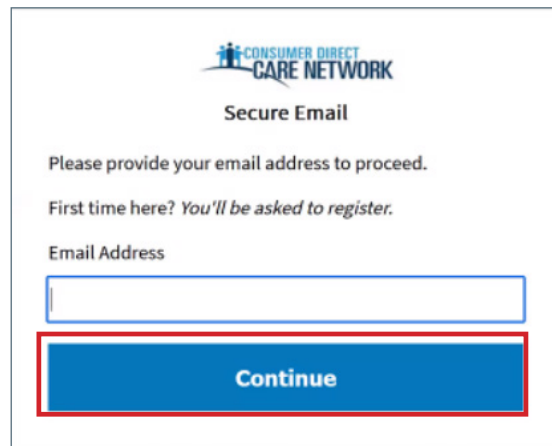 CONSUMER DIRECT
CARE NETWORK
Secure Email
Please provide your email address to proceed.
First time here? You'll be asked to register.
Email Address
Continue